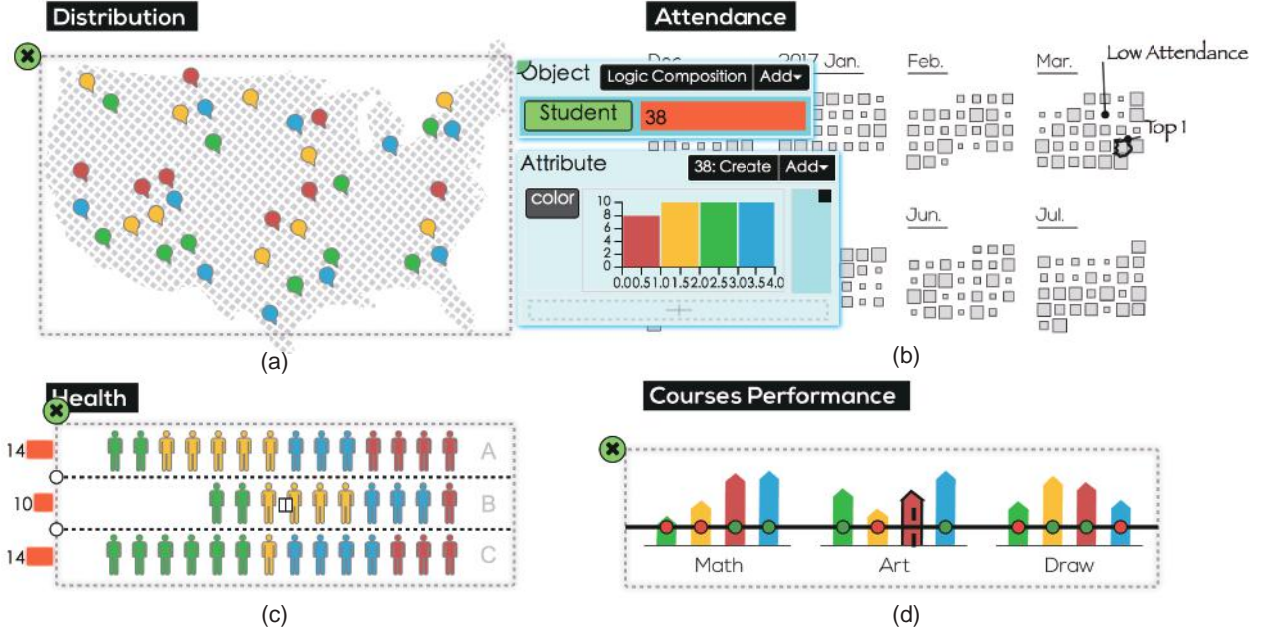 Distribution
Attendance
Dec.
2017 Jan.
Feb.
Mar.
Low Attendance
Top 1
Object
Logic Composition
Add
Student
38
Attribute
38: Create
Add
color
10
8
6
4
2
0
0.0 0.5 1.0 1.5 2.0 2.5 3.0 3.5 4.0
Jun.
Jul.
(a)
(b)
Health
14
A
10
B
14
C
(c)
Courses Performance
Math
Art
Draw
(d)